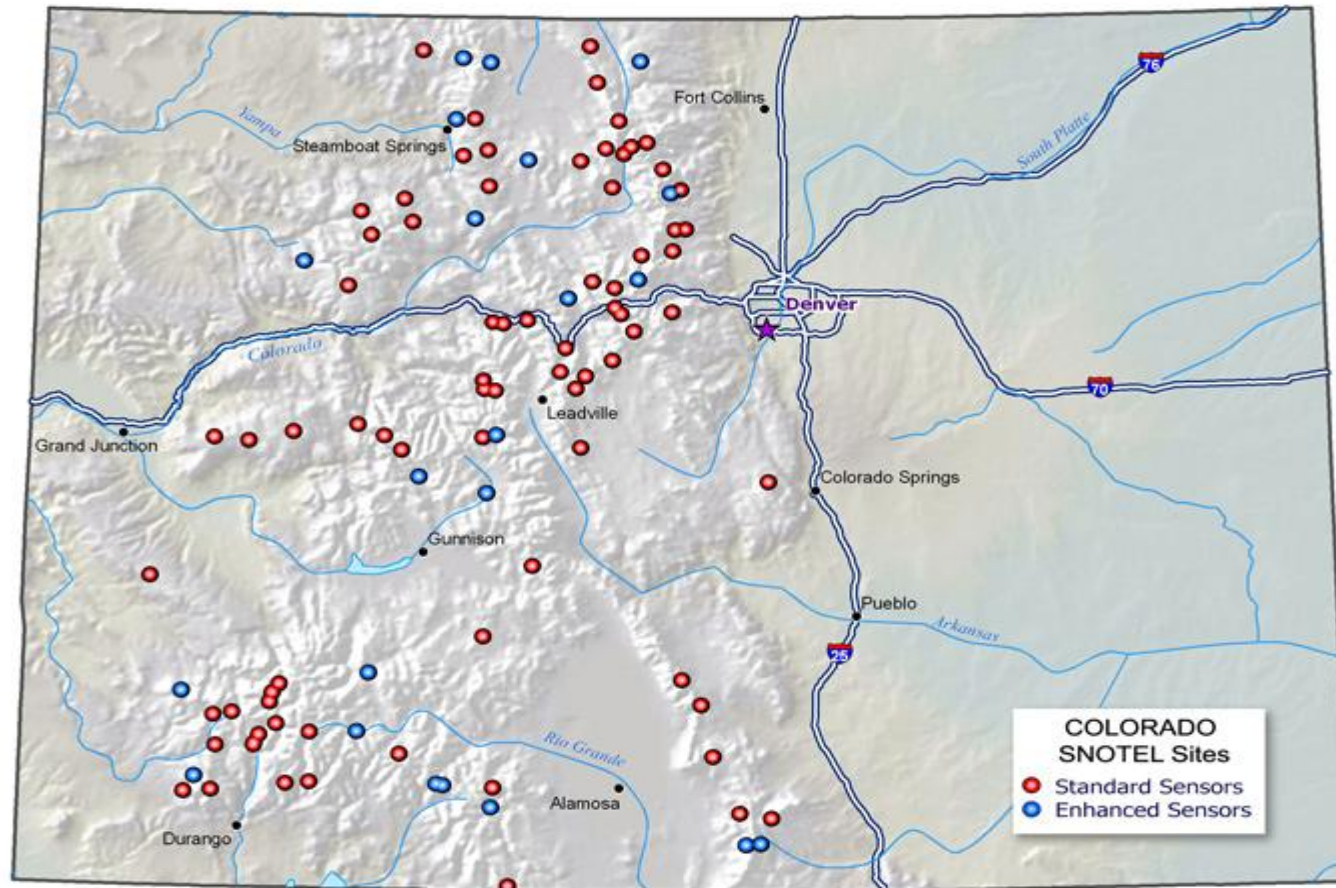 76
Fort Collins
Yampa
Steamboat Springs
South Platte
Denver
Colorado
70
Leadville
Grand Junction
Colorado Springs
Gunnison
Pueblo
Arkansas
25
Rio Grande
Alamosa
Durango
COLORADO
SNOTEL Sites
Standard Sensors
Enhanced Sensors